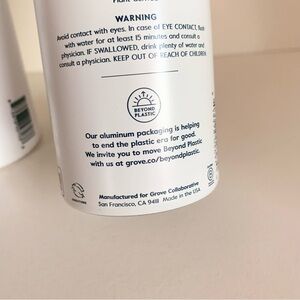 WARNING
Avoid contact with eyes. In case of EYE CONTACT, flush
with water for at least 15 minutes and consult a
physician. IF SWALLOWED, drink plenty of water and
consult a physician. KEEP OUT OF REACH OF CHILDREN
BEYOND
PLASTIC
Our aluminum packaging is helping
to end the plastic era for good.
We invite you to move Beyond Plastic
with us at grove.co/beyondplastic.
Manufactured for Grove Collaborative
San Francisco, CA 94111 Made in the USA